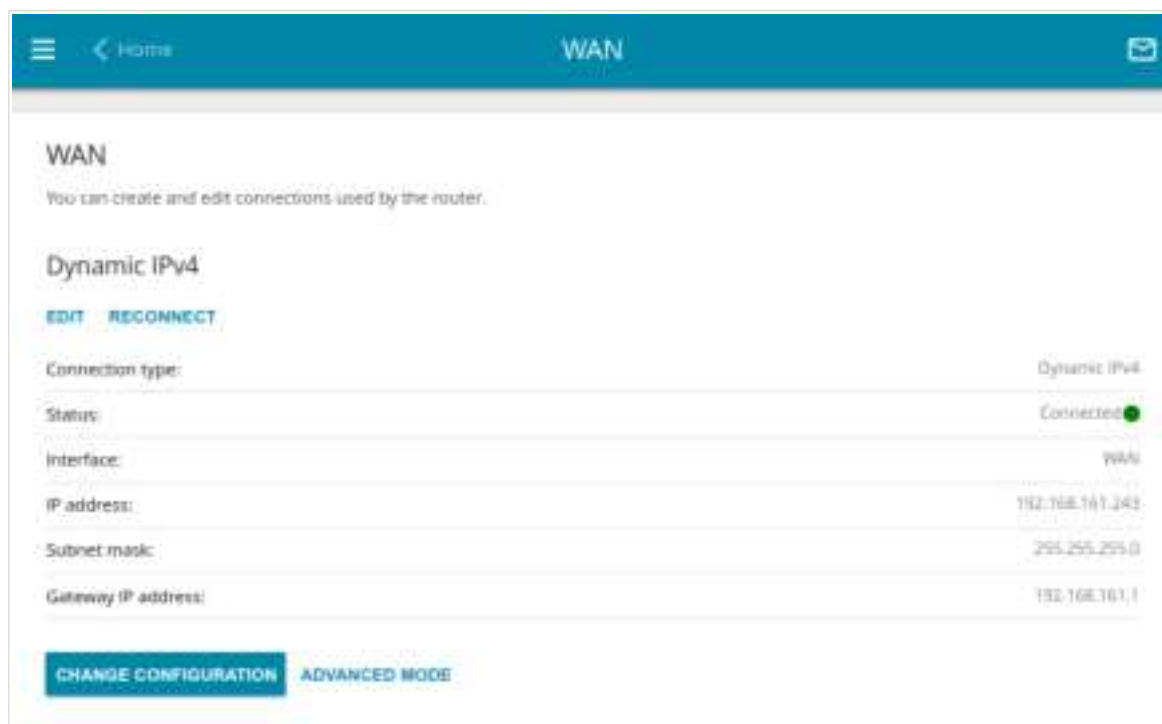 Home
WAN
WAN
You can create and edit connections used by the router.
Dynamic IPv4
EDIT RECONNECT
Connection type: Dynamic IPv4
Status: Connected
Interface: WAN
IP address: 192.168.161.243
Subnet mask: 255.255.255.0
Gateway IP address: 192.168.161.1
CHANGE CONFIGURATION ADVANCED MODE